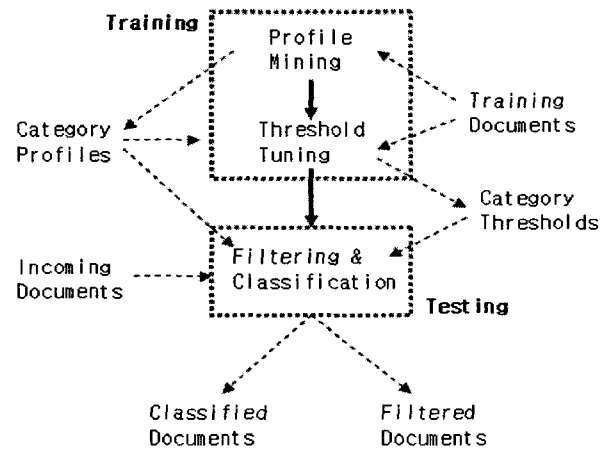 Training
Profile
Mining
Training
Documents
Category
Profiles
Threshold
Tuning
Category
Thresholds
Filtering &
Classification
Incoming
Documents
Testing
Classified
Documents
Filtered
Documents